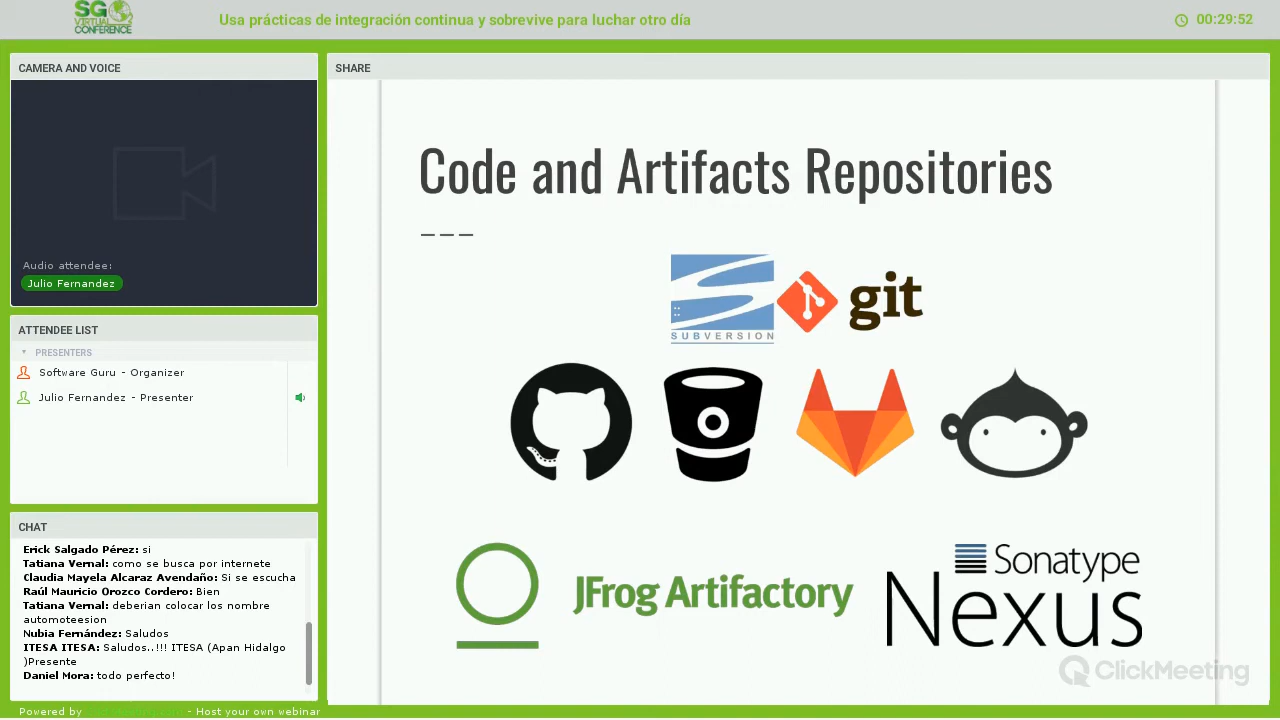 SG
VIRTUAL
CONFERENCE
Usa prácticas de integración continua y sobrevive para luchar otro día
00:29:52
CAMERA AND VOICE
Audio attendee:
Julio Fernandez
ATTENDEE LIST
PRESENTERS
Software Guru - Organizer
Julio Fernandez - Presenter
CHAT
Erick Salgado Pérez: si
Tatiana Vernal: como se busca por internete
Claudia Mayela Alcaraz Avendaño: Si se escucha
Raúl Mauricio Orozco Cordero: Bien
Tatiana Vernal: deberian colocar los nombre
automoteesion
Nubia Fernández: Saludos
ITESA ITESA: Saludos..!!! ITESA (Apan Hidalgo
)Presente
Daniel Mora: todo perfecto!
Powered by
- Host your own webinar
SHARE
Code and Artifacts Repositories
SUBVERSION
git
JFrog Artifactory
Sonatype
Nexus
ClickMeeting